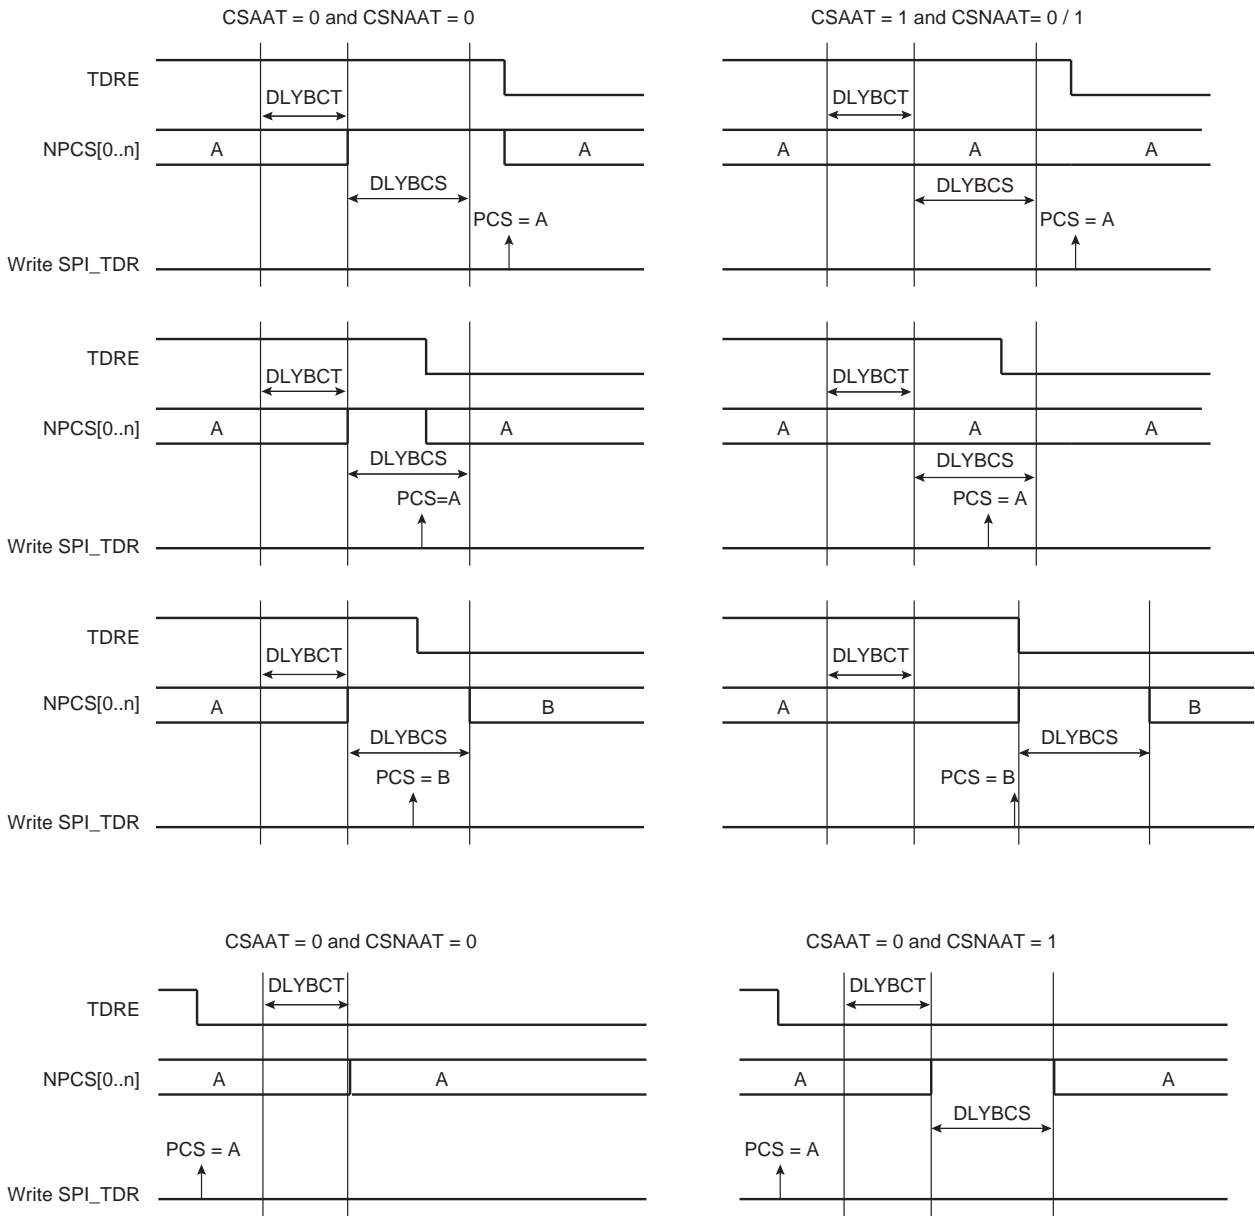 CSAAT = 0 and CSNAAT = 0
CSAAT = 1 and CSNAAT= 0 / 1
TDRE
DLYBCT
DLYBCT
NPCS[0..n]
A
A
A
A
A
DLYBCS
DLYBCS
PCS = A
PCS = A
Write SPI_TDR
TDRE
DLYBCT
DLYBCT
NPCS[0..n]
A
A
A
A
A
DLYBCS
DLYBCS
PCS=A
PCS = A
Write SPI_TDR
TDRE
DLYBCT
DLYBCT
NPCS[0..n]
A
B
A
B
DLYBCS
DLYBCS
PCS = B
PCS = B
Write SPI_TDR
CSAAT = 0 and CSNAAT = 0
CSAAT = 0 and CSNAAT = 1
TDRE
DLYBCT
DLYBCT
NPCS[0..n]
A
A
A
A
DLYBCS
PCS = A
PCS = A
Write SPI_TDR